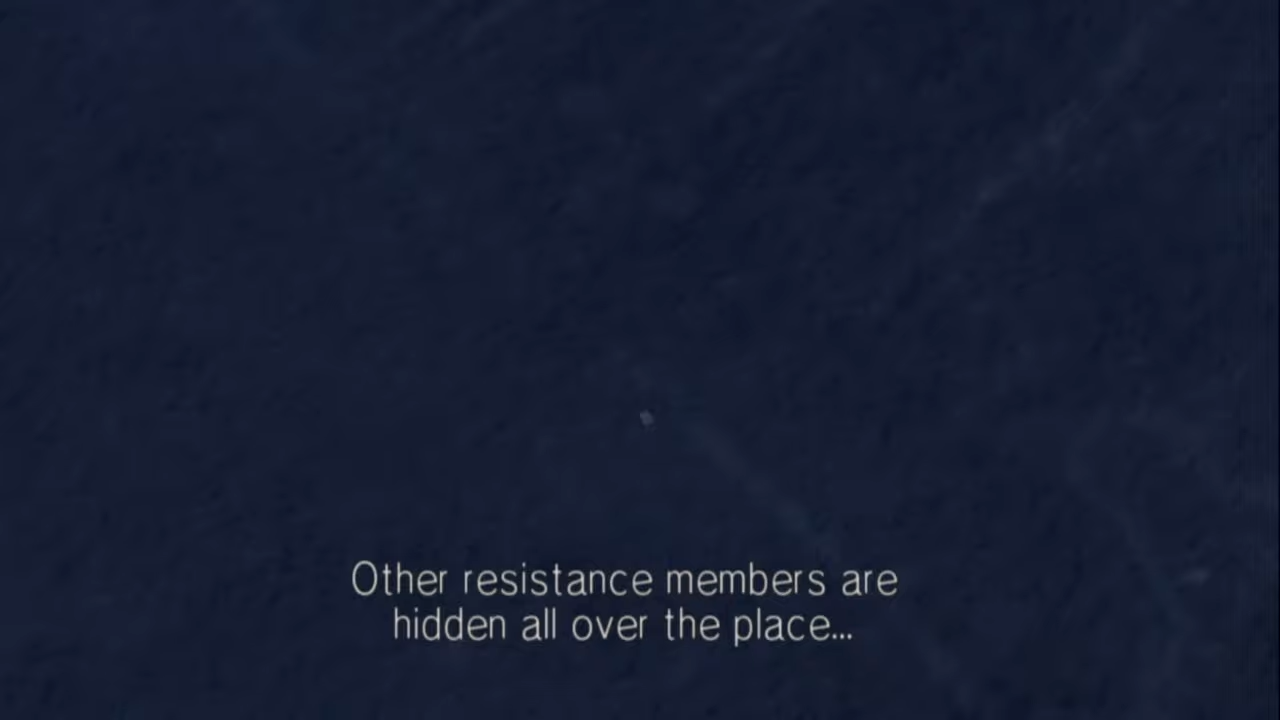 Other resistance members are
hidden all over the place...